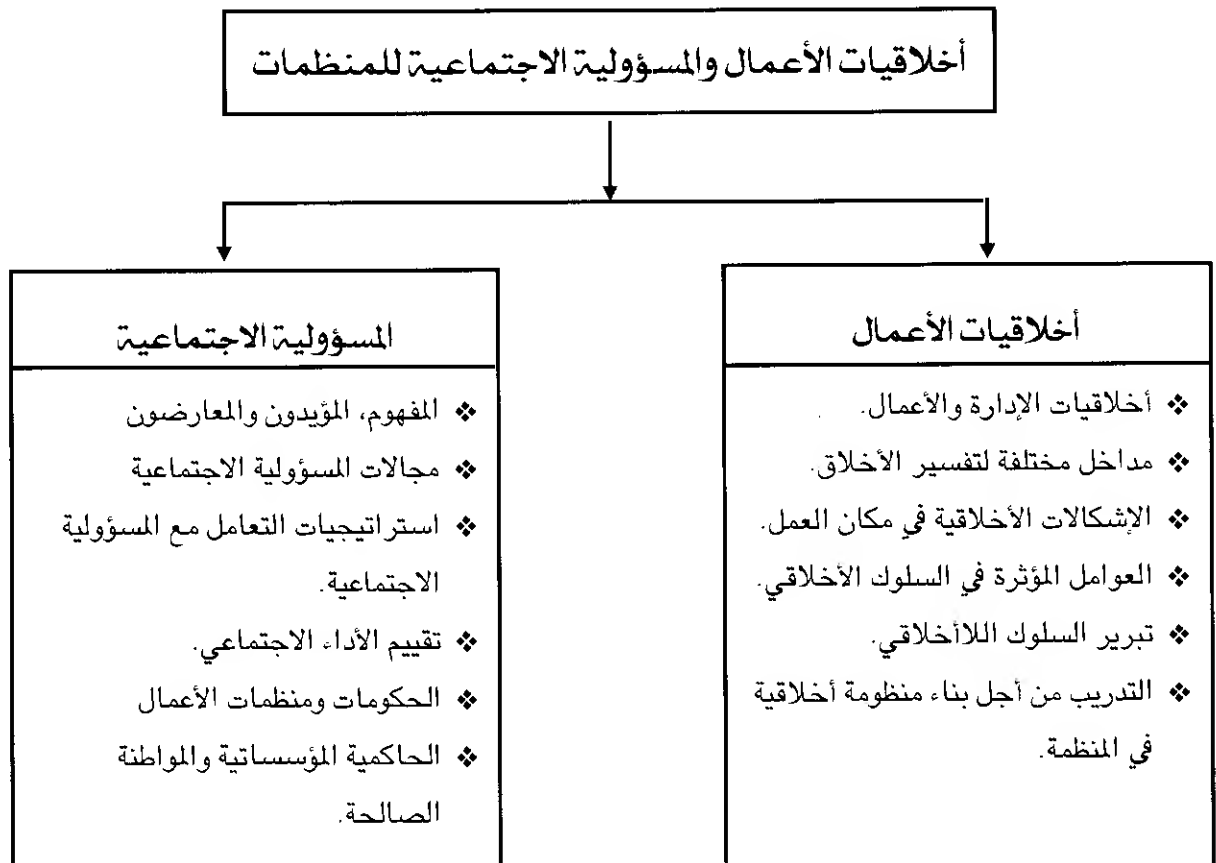 أخلاقيات الأعمال والمسؤولية الاجتماعية للمنظمات
أخلاقيات الأعمال
❖ أخلاقيات الإدارة والأعمال.
❖ مداخل مختلفة لتفسير الأخلاق.
❖ الإشكالات الأخلاقية في مكان العمل.
❖ العوامل المؤثرة في السلوك الأخلاقي.
❖ تبرير السلوك اللاأخلاقي.
❖ التدريب من أجل بناء منظومة أخلاقية
في المنظمة.
المسؤولية الاجتماعية
❖ المفهوم، المؤيدون والمعارضون
❖ مجالات المسؤولية الاجتماعية
❖ استراتيجيات التعامل مع المسؤولية
الاجتماعية.
❖ تقييم الأداء الاجتماعي.
❖ الحكومات ومنظمات الأعمال
❖ الحاكمية المؤسساتية والمواطنة
الصالحة.